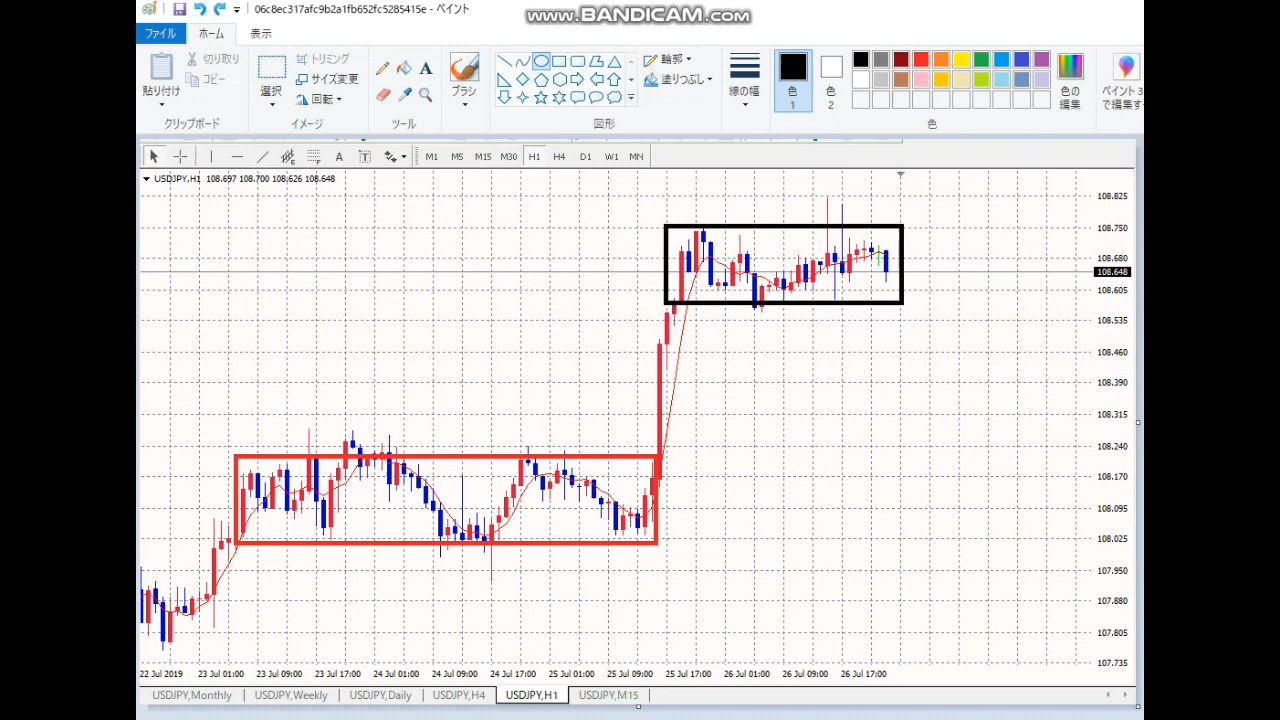 06c8ec317afc9b2a1fb652fc5285415e - ペイント
www.BANDICAM.com
ファイル ホーム 表示
貼り付け
切り取り
コピー
クリップボード
選択
トリミング
サイズ変更
回転
イメージ
A
ツール
ブラシ
図形
輪郭
塗りつぶし
線の幅
色
1
色
2
色の
編集
色
ペイント 3
で編集す
A T M1 M5 M15 M30 H1 H4 D1 W1 MN
USDJPY,H1 108.697 108.700 108.626 108.648
108.825
108.750
108.680
108.648
108.605
108.535
108.460
108.390
108.315
108.240
108.170
108.095
108.025
107.950
107.880
107.805
107.735
22 Jul 2019 23 Jul 01:00 23 Jul 09:00 23 Jul 17:00 24 Jul 01:00 24 Jul 09:00 24 Jul 17:00 25 Jul 01:00 25 Jul 09:00 25 Jul 17:00 26 Jul 01:00 26 Jul 09:00 26 Jul 17:00
USDJPY,Monthly USDJPY,Weekly USDJPY,Daily USDJPY,H4 USDJPY,H1 USDJPY,M15